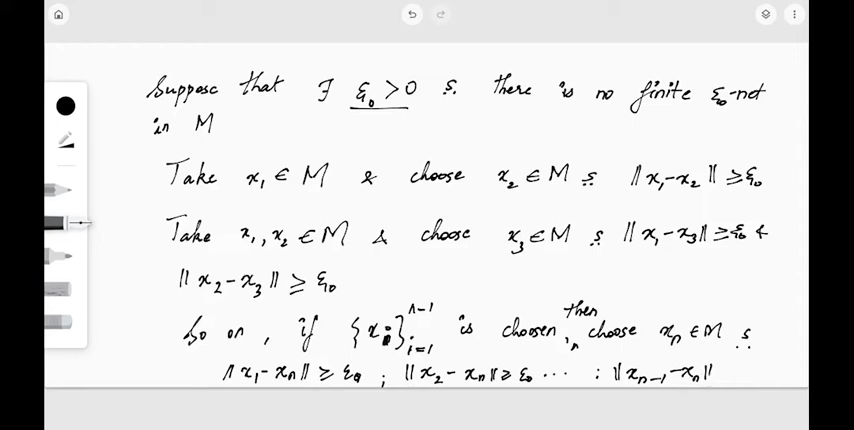 Suppose that ∃ ε₀ > 0 s. there is no finite ε₀-net
in M
Take x₁ ∈ M & choose x₂ ∈ M s. ‖x₁-x₂‖ ≥ ε₀
Take x₁, x₂ ∈ M & choose x₃ ∈ M s. ‖x₁-x₃‖ ≥ ε₀ &
‖x₂-x₃‖ ≥ ε₀
So on, if {xᵢ}ᵢ₌₁ⁿ⁻¹ is choosen, then choose xₙ ∈ M s.
‖x₁-xₙ‖ ≥ ε₀ ; ‖x₂-xₙ‖ ≥ ε₀ ... ; ‖xₙ₋₁-xₙ‖